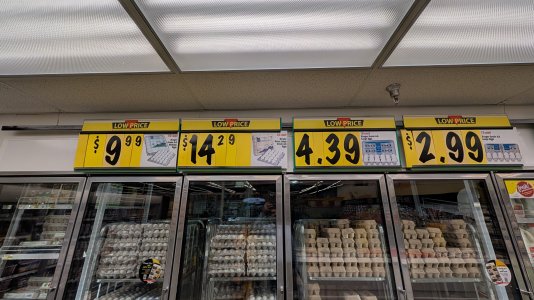 LOW PRICE
$ 9 99
LOW PRICE
$ 14 29
LOW PRICE
$ 4.39
LOW PRICE
$ 2.99